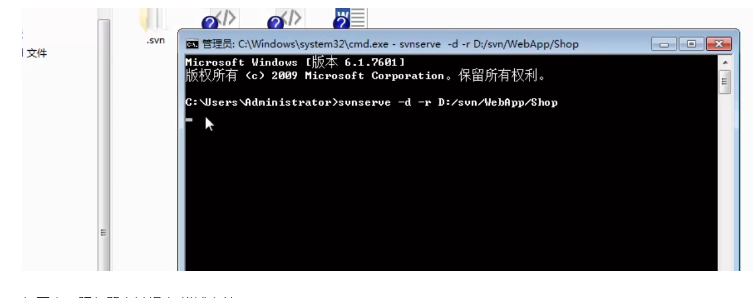 .svn
文件
管理员: C:\Windows\system32\cmd.exe - svnserve -d -r D:/svn/WebApp/Shop
Microsoft Windows [版本 6.1.7601]
版权所有 (c) 2009 Microsoft Corporation。保留所有权利。
C:\Users\Administrator>svnserve -d -r D:/svn/WebApp/Shop